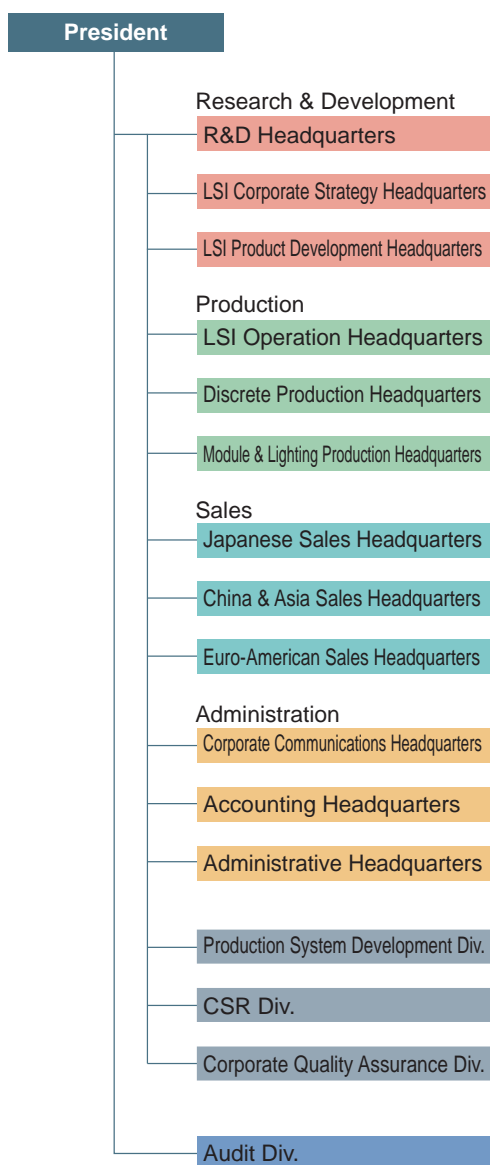 President
Research & Development
R&D Headquarters
LSI Corporate Strategy Headquarters
LSI Product Development Headquarters
Production
LSI Operation Headquarters
Discrete Production Headquarters
Module & Lighting Production Headquarters
Sales
Japanese Sales Headquarters
China & Asia Sales Headquarters
Euro-American Sales Headquarters
Administration
Corporate Communications Headquarters
Accounting Headquarters
Administrative Headquarters
Production System Development Div.
CSR Div.
Corporate Quality Assurance Div.
Audit Div.